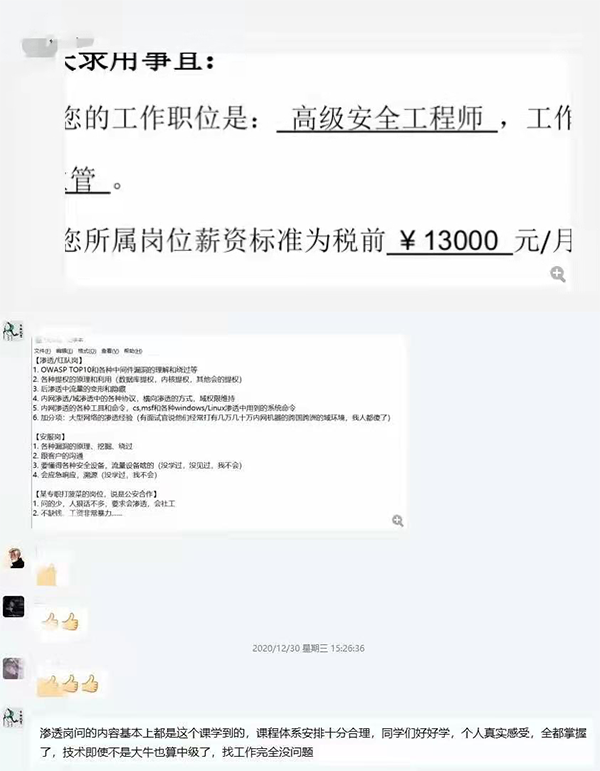 关录用事宜:
您的工作职位是: 高级安全工程师 ,工作
管 。
您所属岗位薪资标准为税前 ¥13000 元/月
文件(F) 编辑(E) 格式(O) 查看(V) 帮助(H)
【渗透/红队岗】
1. OWASP TOP10和各种中间件漏洞的理解和绕过等
2. 各种提权的原理和利用(数据库提权,内核提权,其他会的提权)
3. 后渗透中流量的变形和隐藏
4. 内网渗透/域渗透中的各种协议,横向渗透的方式,域权限维持
5. 内网渗透的各种工具和命令,cs,msf和各种windows/Linux渗透中用到的系统命令
6. 加分项:大型网络的渗透经验(有面试官说他们经常打有几万几十万内网机器的跨国跨洲的域环境,我人都傻了)
【安服岗】
1. 各种漏洞的原理、挖掘、绕过
2. 跟客户的沟通
3. 要懂得各种安全设备,流量设备啥的(没学过,没见过,我不会)
4. 会应急响应,溯源(没学过,我不会)
【某专职打菠菜的岗位,说是公安合作】
1. 问的少,人狠话不多,要求会渗透,会社工
2. 不缺钱,工资非常暴力......
2020/12/30 星期三 15:26:36
渗透岗问的内容基本上都是这个课学到的,课程体系安排十分合理,同学们好好学,个人真实感受,全都掌握
了,技术即使不是大牛也算中级了,找工作完全没问题